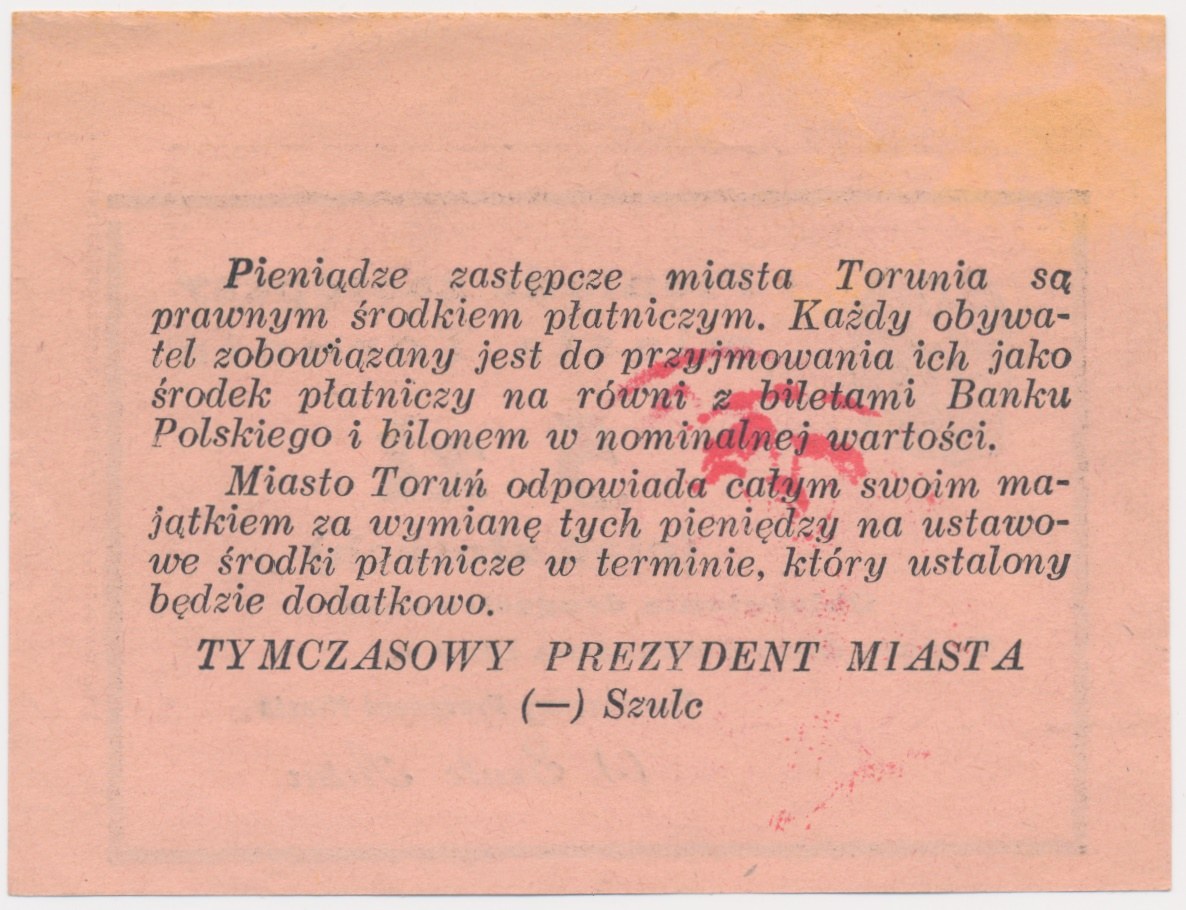 Pieniądze zastępcze miasta Torunia są
prawnym środkiem płatniczym. Każdy obywa-
tel zobowiązany jest do przyjmowania ich jako
środek płatniczy na równi z biletami Banku
Polskiego i bilonem w nominalnej wartości.
Miasto Toruń odpowiada całym swoim ma-
jątkiem za wymianę tych pieniędzy na ustawo-
we środki płatnicze w terminie, który ustalony
będzie dodatkowo.
TYMCZASOWY PREZYDENT MIASTA
(—) Szulc